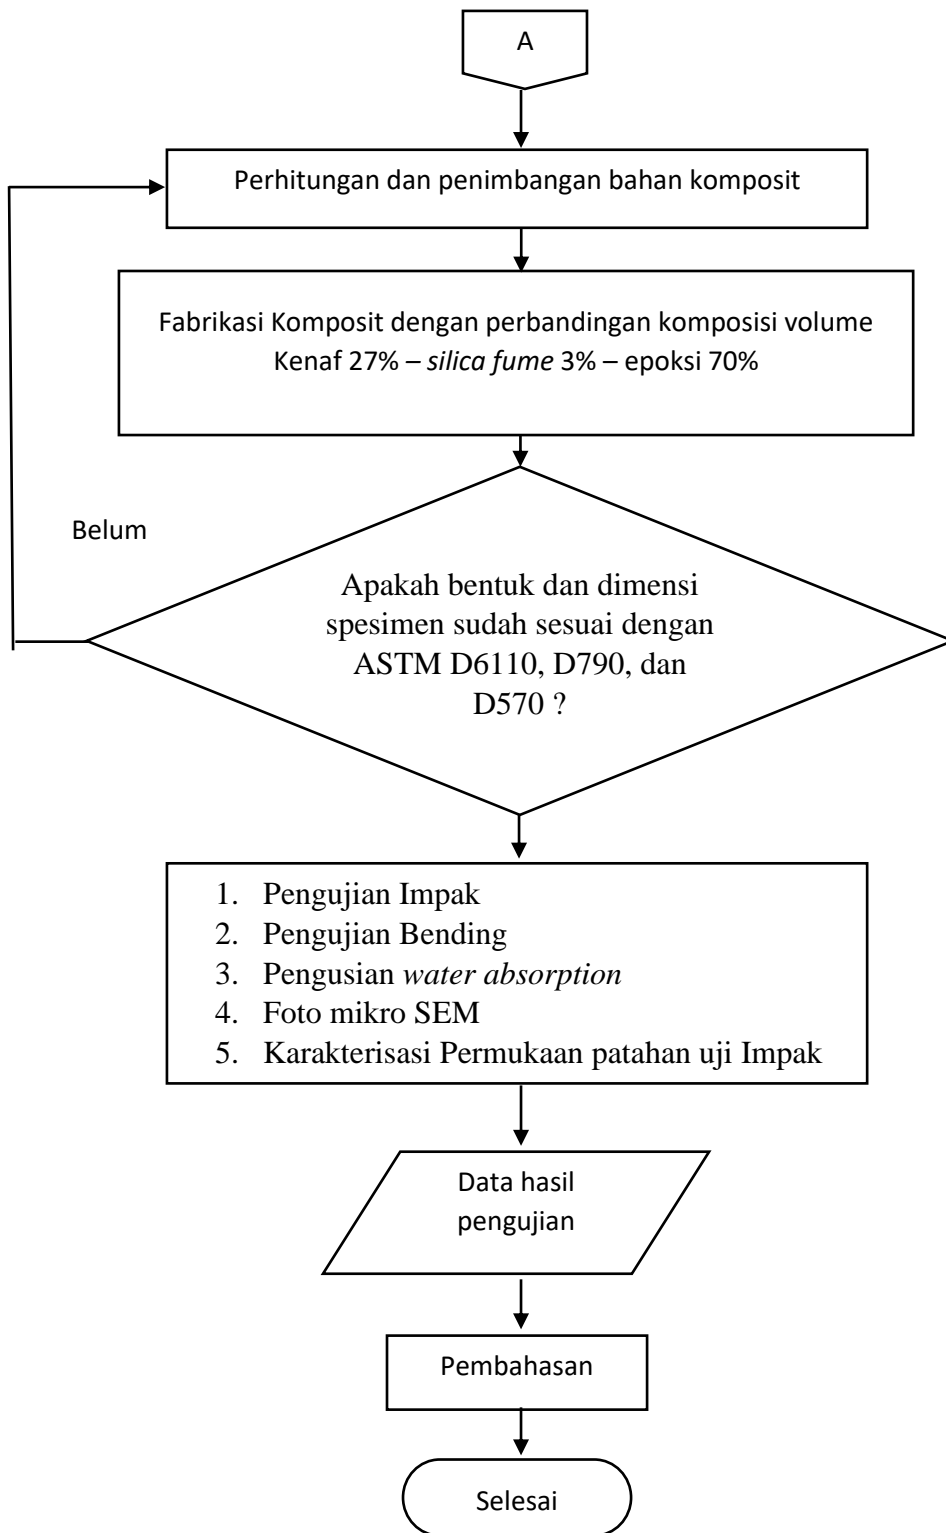 A
Perhitungan dan penimbangan bahan komposit
Fabrikasi Komposit dengan perbandingan komposisi volume
Kenaf 27% – silica fume 3% – epoksi 70%
Belum
Apakah bentuk dan dimensi
spesimen sudah sesuai dengan
ASTM D6110, D790, dan
D570 ?
1. Pengujian Impak
2. Pengujian Bending
3. Pengusian water absorption
4. Foto mikro SEM
5. Karakterisasi Permukaan patahan uji Impak
Data hasil
pengujian
Pembahasan
Selesai